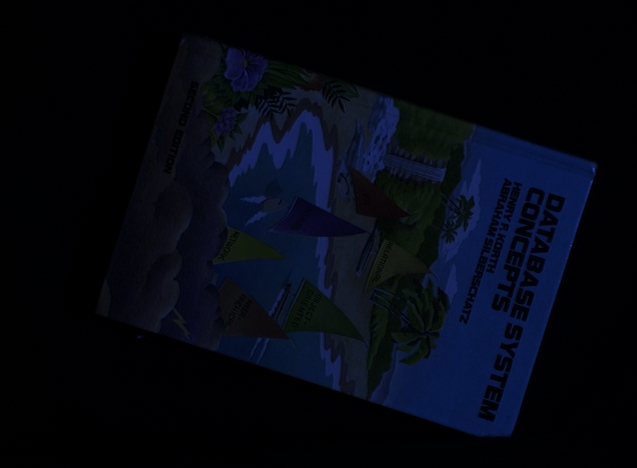 DATABASE SYSTEM
CONCEPTS
HENRY F. KORTH
ABRAHAM SILBERSCHATZ
SECOND EDITION